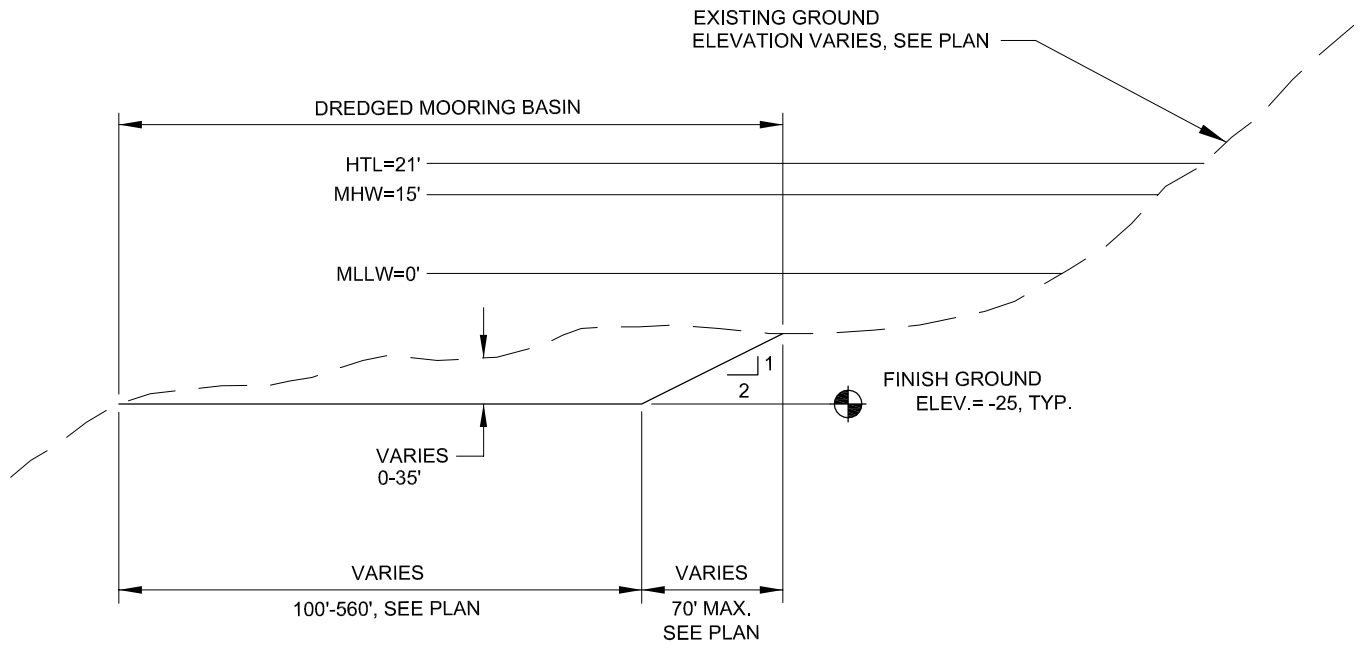 EXISTING GROUND
ELEVATION VARIES, SEE PLAN
DREDGED MOORING BASIN
HTL=21'
MHW=15'
MLLW=0'
1
2
FINISH GROUND
ELEV.= -25, TYP.
VARIES
0-35'
VARIES
100'-560', SEE PLAN
VARIES
70' MAX.
SEE PLAN